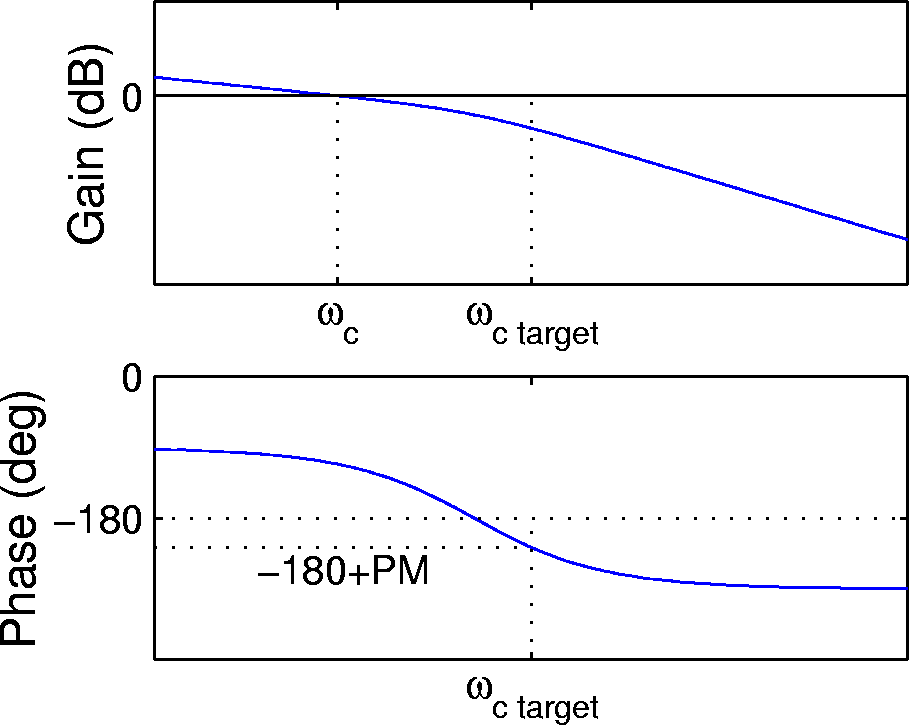 Gain (dB)
0
ωc
ωc target
Phase (deg)
0
−180
−180+PM
ωc target